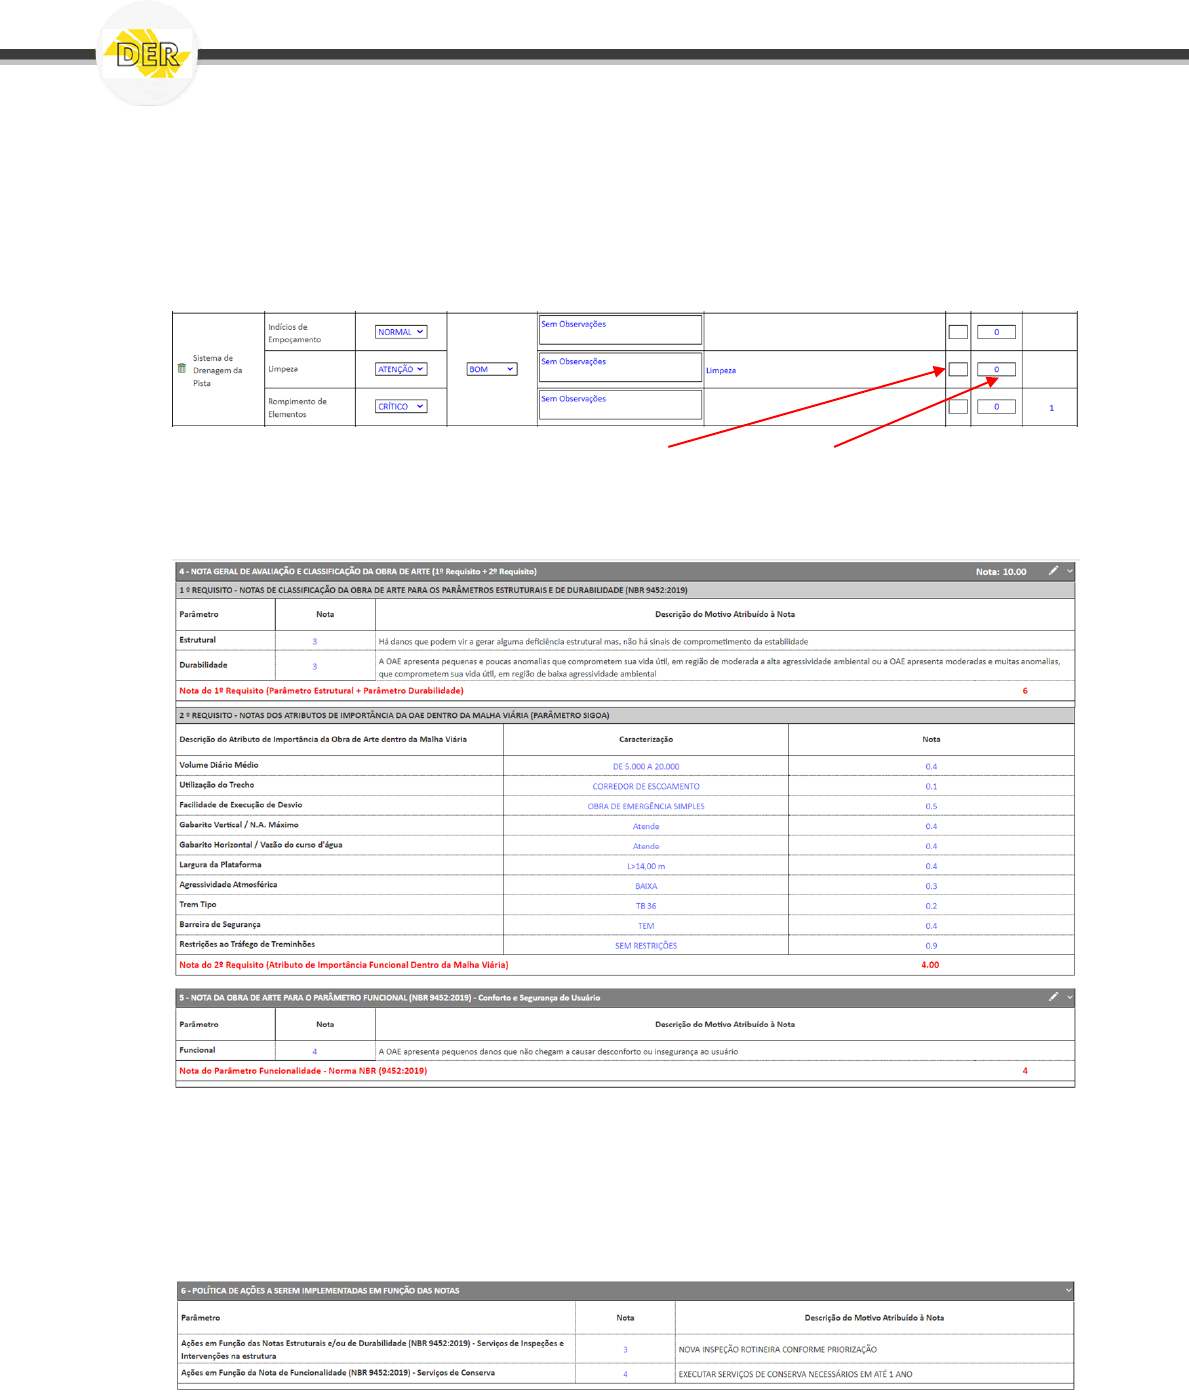 DER
Indícios de
Empoçamento
NORMAL
Sem Observações
0
Sistema de
Drenagem da
Pista
Limpeza
ATENÇÃO
BOM
Sem Observações
Limpeza
0
Rompimento de
Elementos
CRÍTICO
Sem Observações
0
1
4 - NOTA GERAL DE AVALIAÇÃO E CLASSIFICAÇÃO DA OBRA DE ARTE (1º Requisito + 2º Requisito) Nota: 10.00
1 º REQUISITO - NOTAS DE CLASSIFICAÇÃO DA OBRA DE ARTE PARA OS PARÂMETROS ESTRUTURAIS E DE DURABILIDADE (NBR 9452:2019)
Parâmetro Nota Descrição do Motivo Atribuído à Nota
Estrutural 3 Há danos que podem vir a gerar alguma deficiência estrutural mas, não há sinais de comprometimento da estabilidade
Durabilidade 3 A OAE apresenta pequenas e poucas anomalias que comprometem sua vida útil, em região de moderada a alta agressividade ambiental ou a OAE apresenta moderadas e muitas anomalias,
que comprometem sua vida útil, em região de baixa agressividade ambiental
Nota do 1º Requisito (Parâmetro Estrutural + Parâmetro Durabilidade) 6
2 º REQUISITO - NOTAS DOS ATRIBUTOS DE IMPORTÂNCIA DA OAE DENTRO DA MALHA VIÁRIA (PARÂMETRO SIGOA)
Descrição do Atributo de Importância da Obra de Arte dentro da Malha Viária Caracterização Nota
Volume Diário Médio DE 5.000 A 20.000 0.4
Utilização do Trecho CORREDOR DE ESCOAMENTO 0.1
Facilidade de Execução de Desvio OBRA DE EMERGÊNCIA SIMPLES 0.5
Gabarito Vertical / N.A. Máximo Atende 0.4
Gabarito Horizontal / Vazão do curso d'água Atende 0.4
Largura da Plataforma L>14,00 m 0.4
Agressividade Atmosférica BAIXA 0.3
Trem Tipo TB 36 0.2
Barreira de Segurança TEM 0.4
Restrições ao Tráfego de Treminhões SEM RESTRIÇÕES 0.9
Nota do 2º Requisito (Atributo de Importância Funcional Dentro da Malha Viária) 4.00
5 - NOTA DA OBRA DE ARTE PARA O PARÂMETRO FUNCIONAL (NBR 9452:2019) - Conforto e Segurança do Usuário
Parâmetro Nota Descrição do Motivo Atribuído à Nota
Funcional 4 A OAE apresenta pequenos danos que não chegam a causar desconforto ou insegurança ao usuário
Nota do Parâmetro Funcionalidade - Norma NBR (9452:2019) 4
6 - POLÍTICA DE AÇÕES A SEREM IMPLEMENTADAS EM FUNÇÃO DAS NOTAS
Parâmetro Nota Descrição do Motivo Atribuído à Nota
Ações em Função das Notas Estruturais e/ou de Durabilidade (NBR 9452:2019) - Serviços de Inspeções e
Intervenções na estrutura 3 NOVA INSPEÇÃO ROTINEIRA CONFORME PRIORIZAÇÃO
Ações em Função da Nota de Funcionalidade (NBR 9452:2019) - Serviços de Conserva 4 EXECUTAR SERVIÇOS DE CONSERVA NECESSÁRIOS EM ATÉ 1 ANO